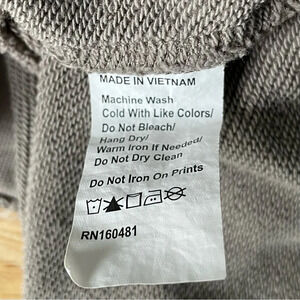 MADE IN VIETNAM
Machine Wash
Cold With Like Colors/
Do Not Bleach/
Hang Dry/
Warm Iron If Needed/
Do Not Dry Clean
Do Not Iron On Prints
RN160481